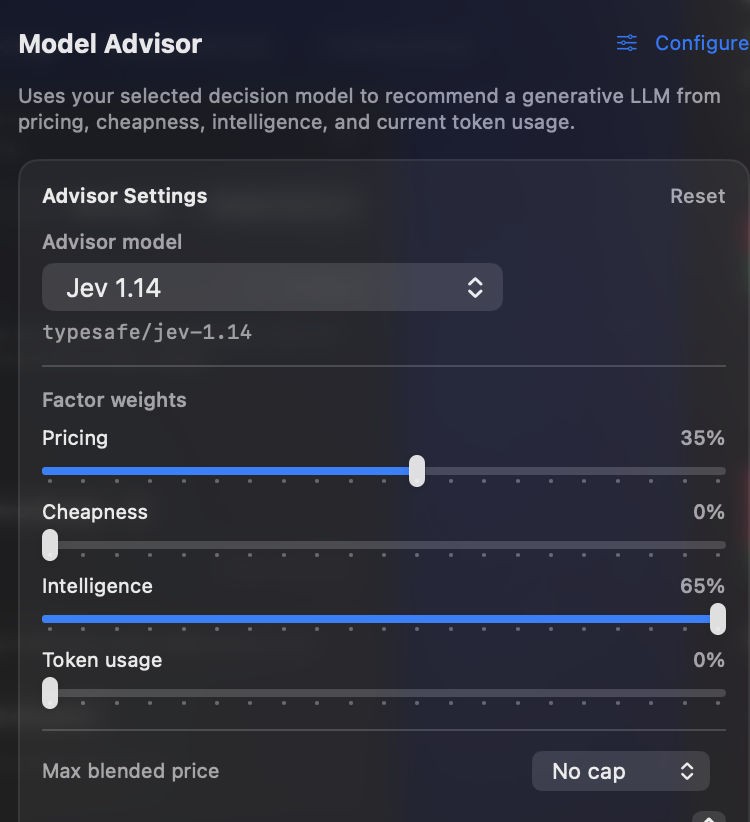 Model Advisor
Configure
Uses your selected decision model to recommend a generative LLM from
pricing, cheapness, intelligence, and current token usage.
Advisor Settings
Reset
Advisor model
Jev 1.14
typesafe/jev-1.14
Factor weights
Pricing
35%
Cheapness
0%
Intelligence
65%
Token usage
0%
Max blended price
No cap